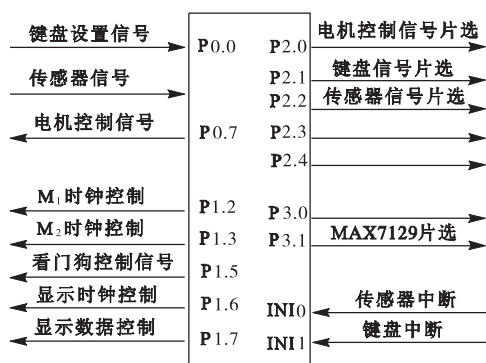 键盘设置信号 P0.0 P2.0 电机控制信号片选
P2.1 键盘信号片选
传感器信号 P2.2 传感器信号片选
电机控制信号 P0.7 P2.3
P2.4
M₁时钟控制 P1.2 P3.0
M₂时钟控制 P1.3 P3.1 MAX7129片选
看门狗控制信号 P1.5
显示时钟控制 P1.6 INI0 传感器中断
显示数据控制 P1.7 INI1 键盘中断